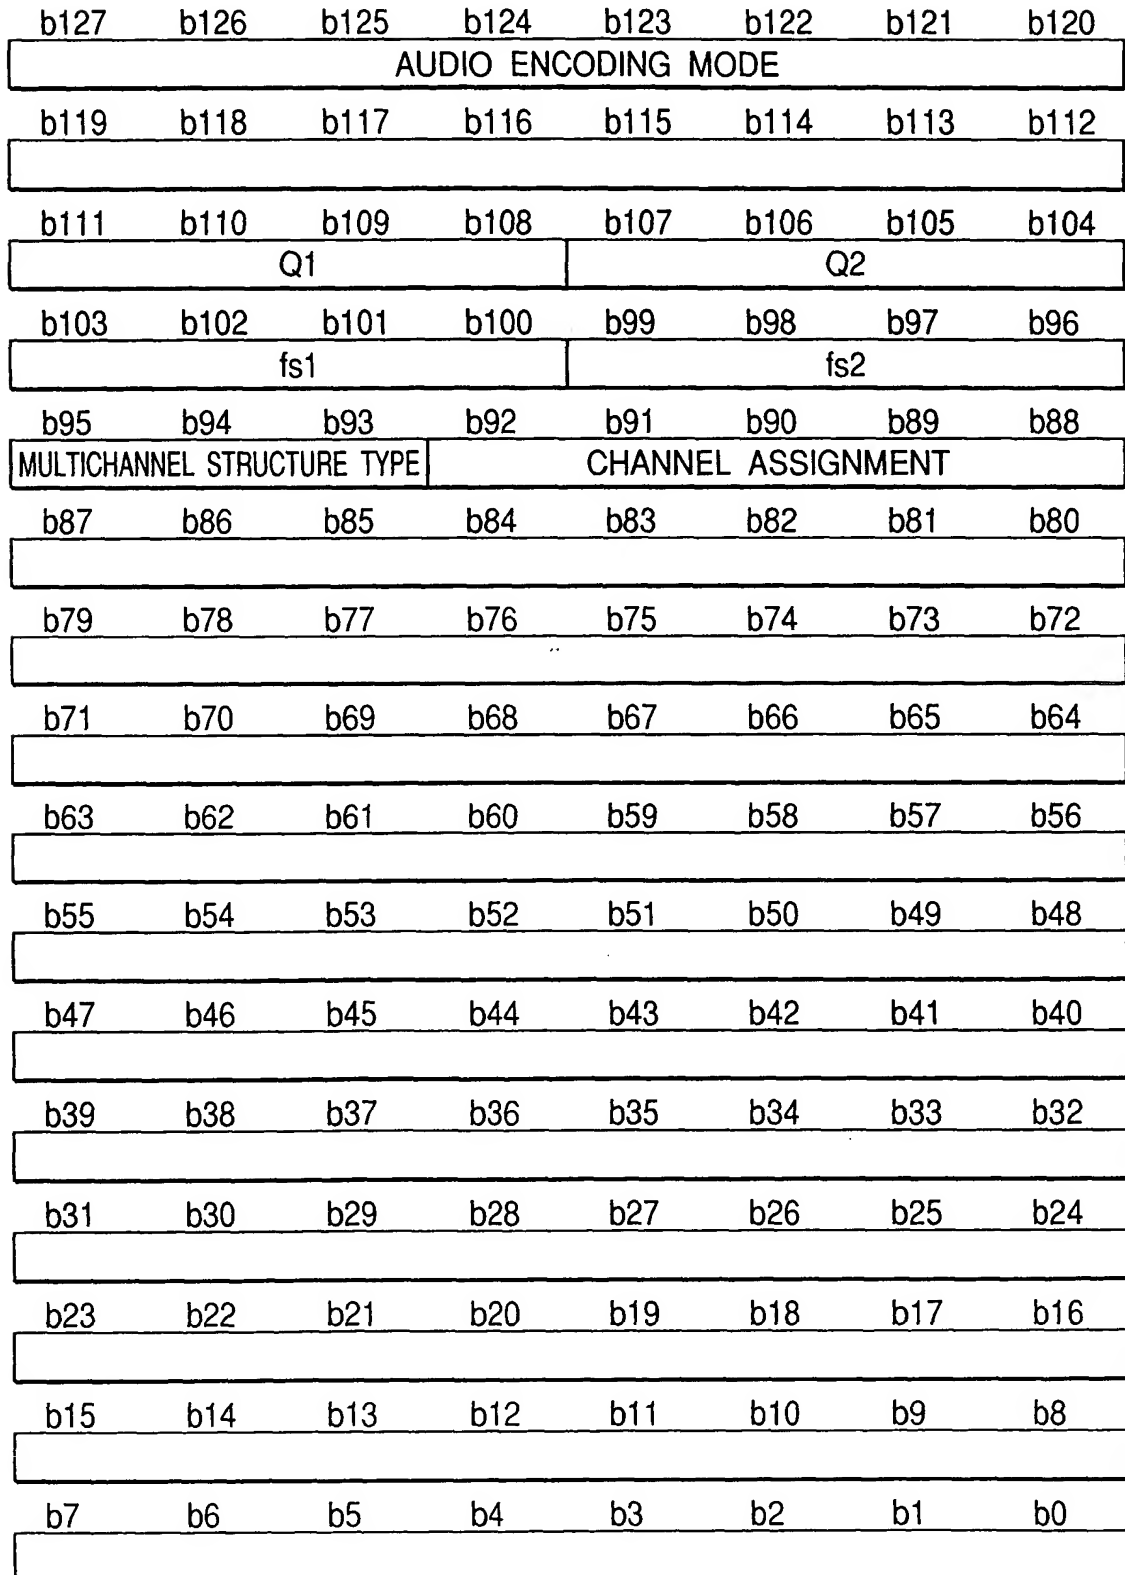 b127 b126 b125 b124 b123 b122 b121 b120
AUDIO ENCODING MODE
b119 b118 b117 b116 b115 b114 b113 b112
b111 b110 b109 b108 b107 b106 b105 b104
Q1 Q2
b103 b102 b101 b100 b99 b98 b97 b96
fs1 fs2
b95 b94 b93 b92 b91 b90 b89 b88
MULTICHANNEL STRUCTURE TYPE CHANNEL ASSIGNMENT
b87 b86 b85 b84 b83 b82 b81 b80
b79 b78 b77 b76 b75 b74 b73 b72
b71 b70 b69 b68 b67 b66 b65 b64
b63 b62 b61 b60 b59 b58 b57 b56
b55 b54 b53 b52 b51 b50 b49 b48
b47 b46 b45 b44 b43 b42 b41 b40
b39 b38 b37 b36 b35 b34 b33 b32
b31 b30 b29 b28 b27 b26 b25 b24
b23 b22 b21 b20 b19 b18 b17 b16
b15 b14 b13 b12 b11 b10 b9 b8
b7 b6 b5 b4 b3 b2 b1 b0